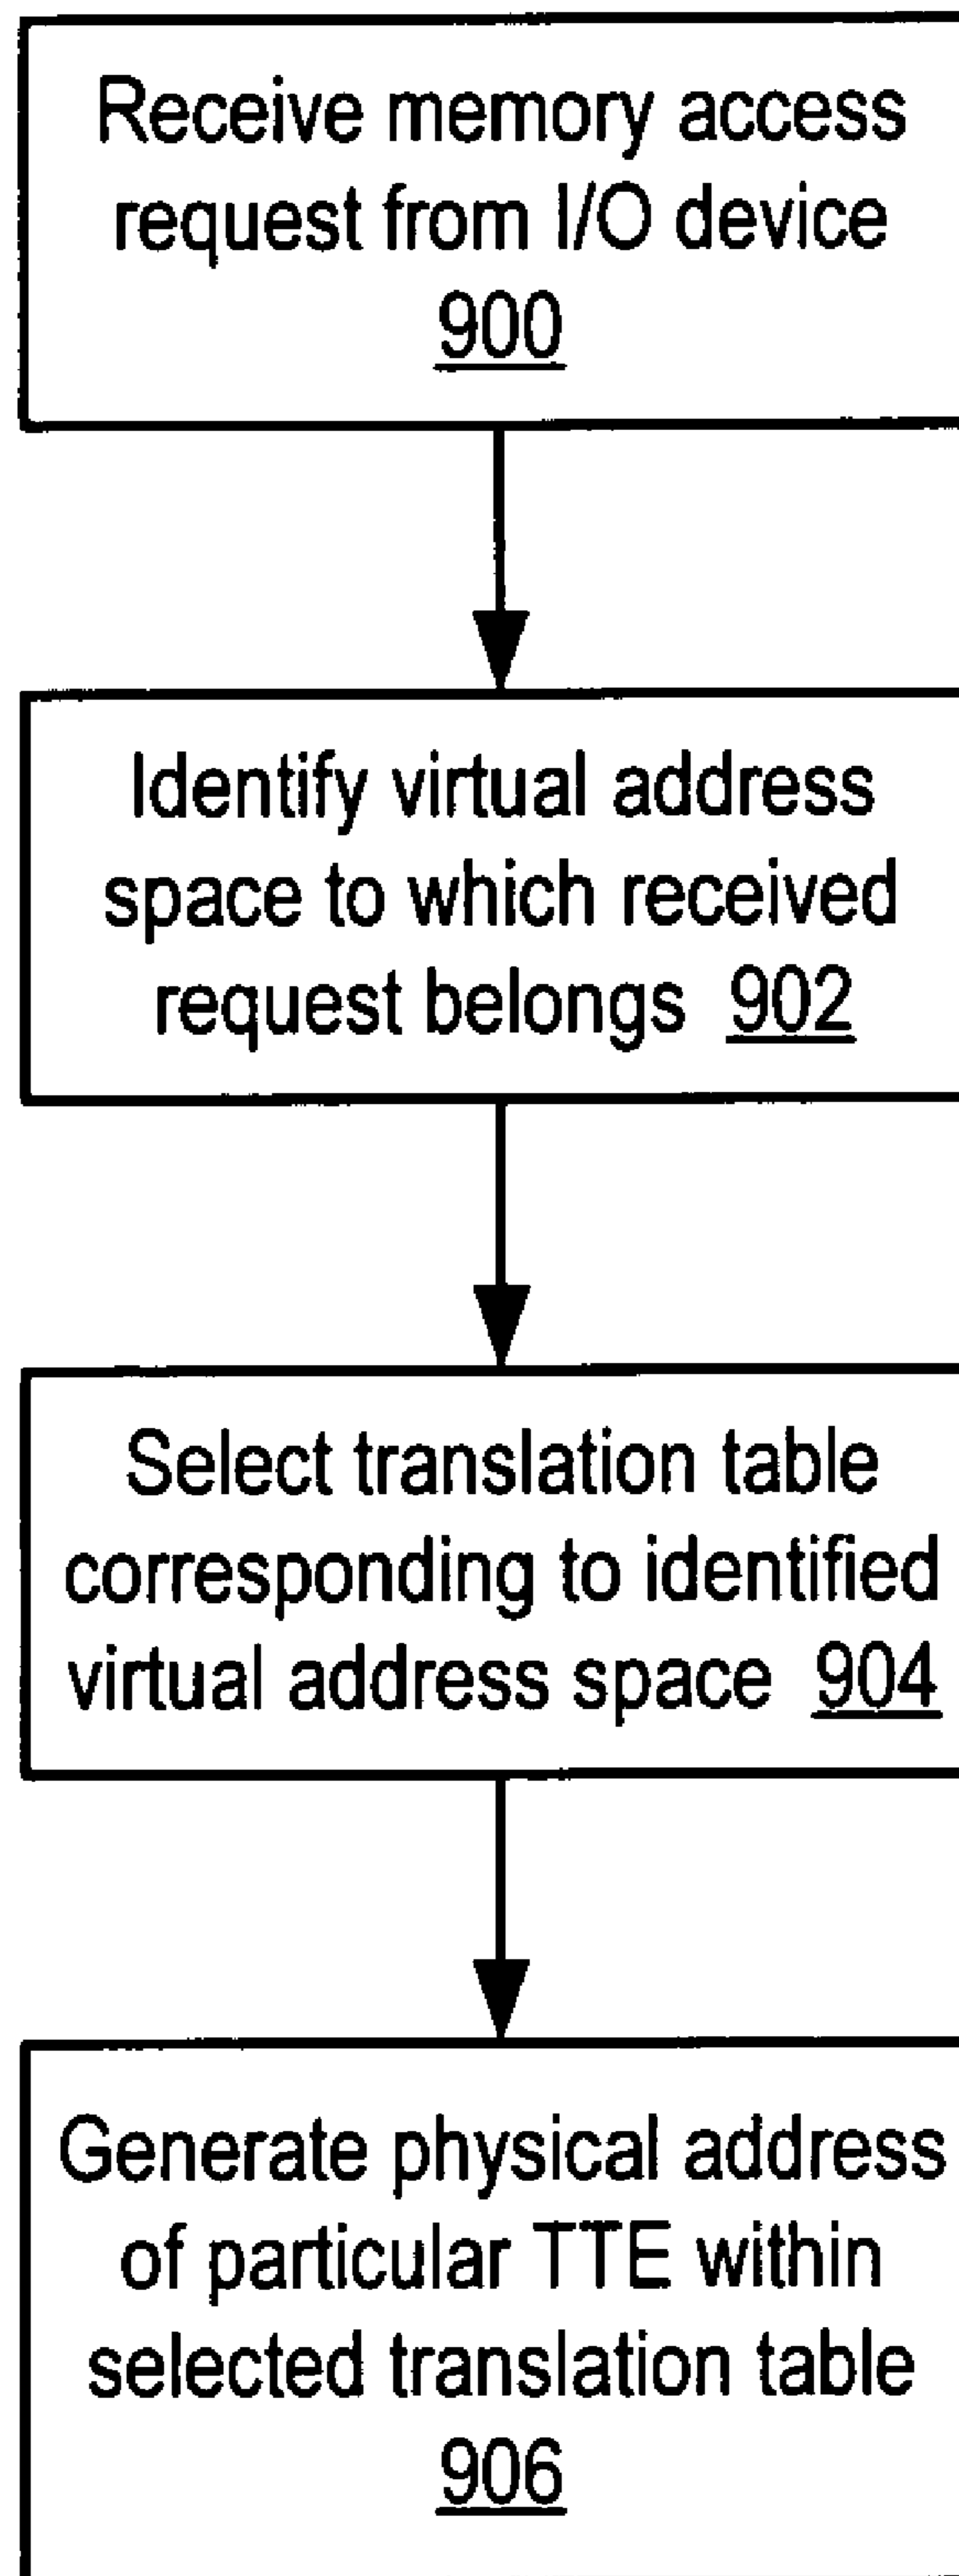 Receive memory access
request from I/O device
900
Identify virtual address
space to which received
request belongs 902
Select translation table
corresponding to identified
virtual address space 904
Generate physical address
of particular TTE within
selected translation table
906